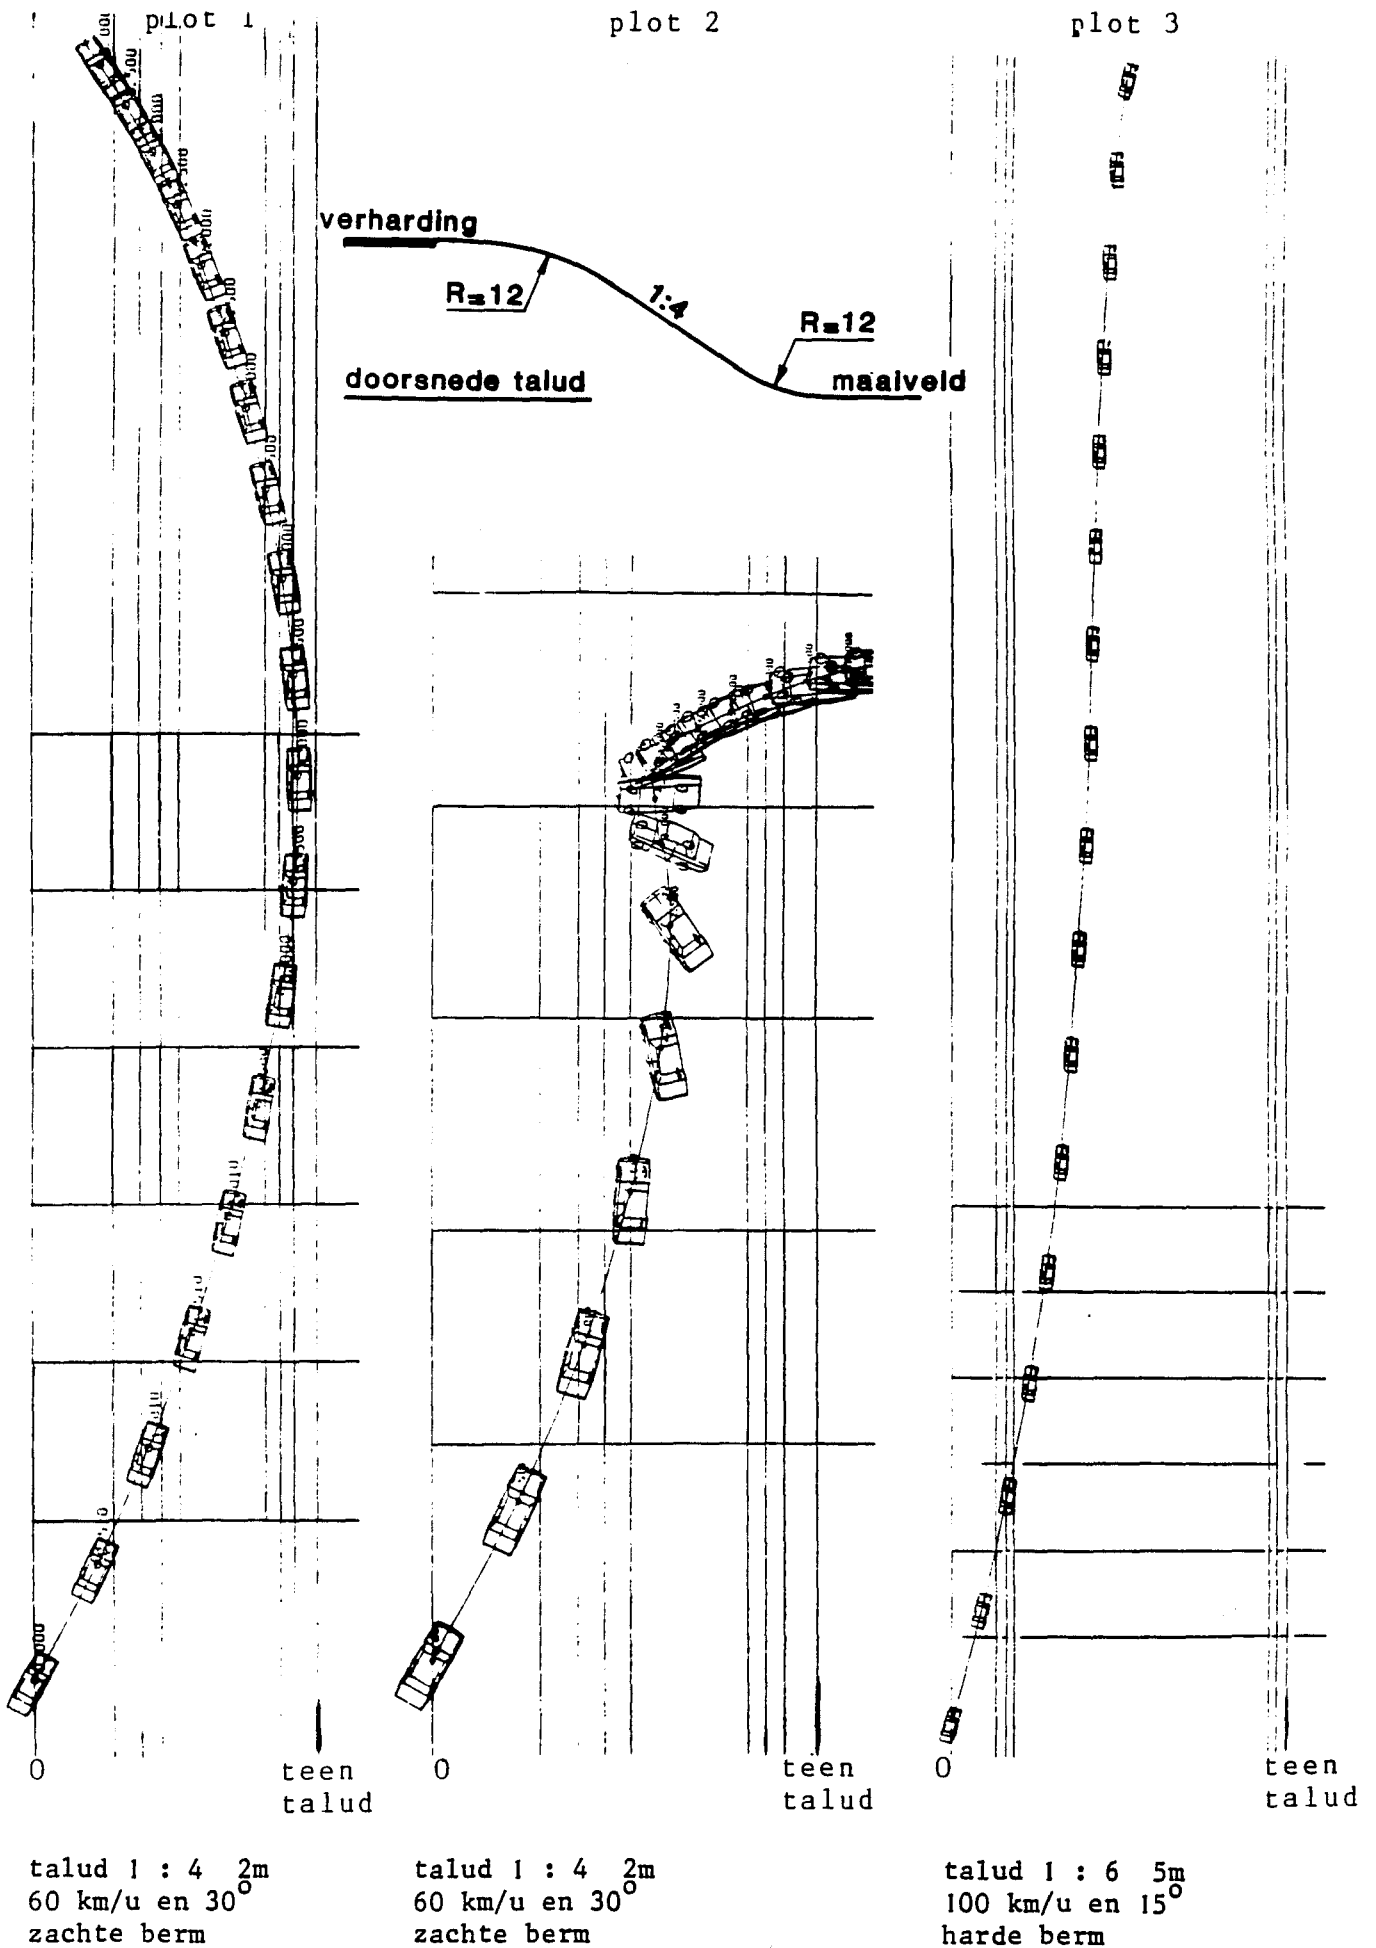 plot 1
plot 2
plot 3
verharding
R=12
1:4
R=12
doorsnede talud
maaiveld
0
teen
talud
0
teen
talud
0
teen
talud
talud 1 : 4 2m
60 km/u en 30°
zachte berm
talud 1 : 4 2m
60 km/u en 30°
zachte berm
talud 1 : 6 5m
100 km/u en 15°
harde berm